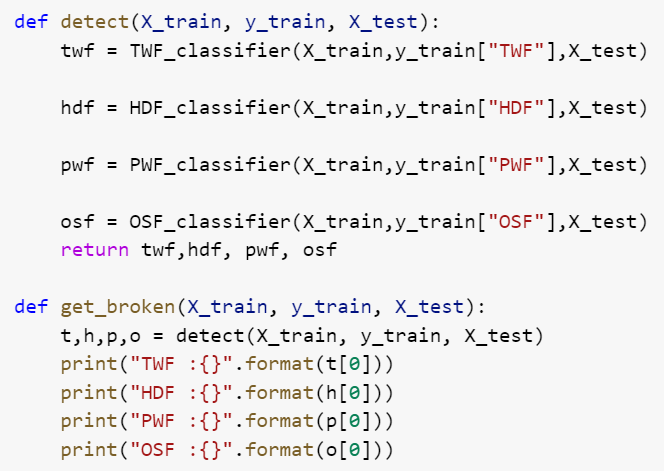 def detect(X_train, y_train, X_test):
    twf = TWF_classifier(X_train,y_train["TWF"],X_test)
    hdf = HDF_classifier(X_train,y_train["HDF"],X_test)
    pwf = PWF_classifier(X_train,y_train["PWF"],X_test)
    osf = OSF_classifier(X_train,y_train["OSF"],X_test)
    return twf,hdf, pwf, osf
def get_broken(X_train, y_train, X_test):
    t,h,p,o = detect(X_train, y_train, X_test)
    print("TWF :{}".format(t[0]))
    print("HDF :{}".format(h[0]))
    print("PWF :{}".format(p[0]))
    print("OSF :{}".format(o[0]))